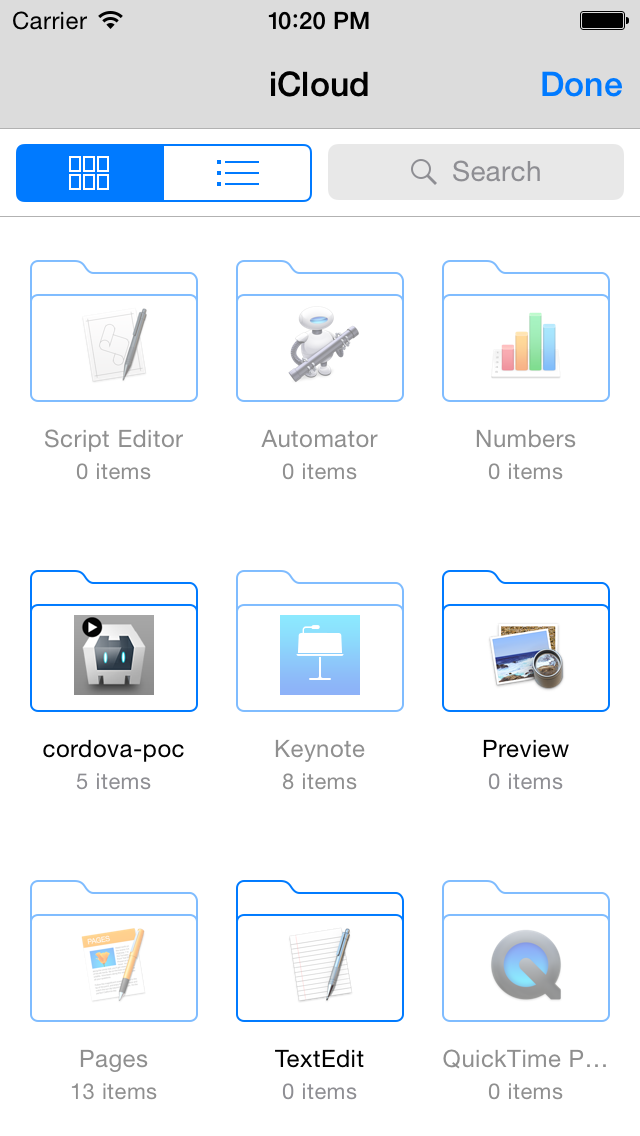 Carrier 10:20 PM
iCloud Done
Search
Script Editor Automator Numbers
0 items 0 items 0 items
cordova-poc Keynote Preview
5 items 8 items 0 items
PAGES
Pages TextEdit QuickTime P...
13 items 0 items 0 items